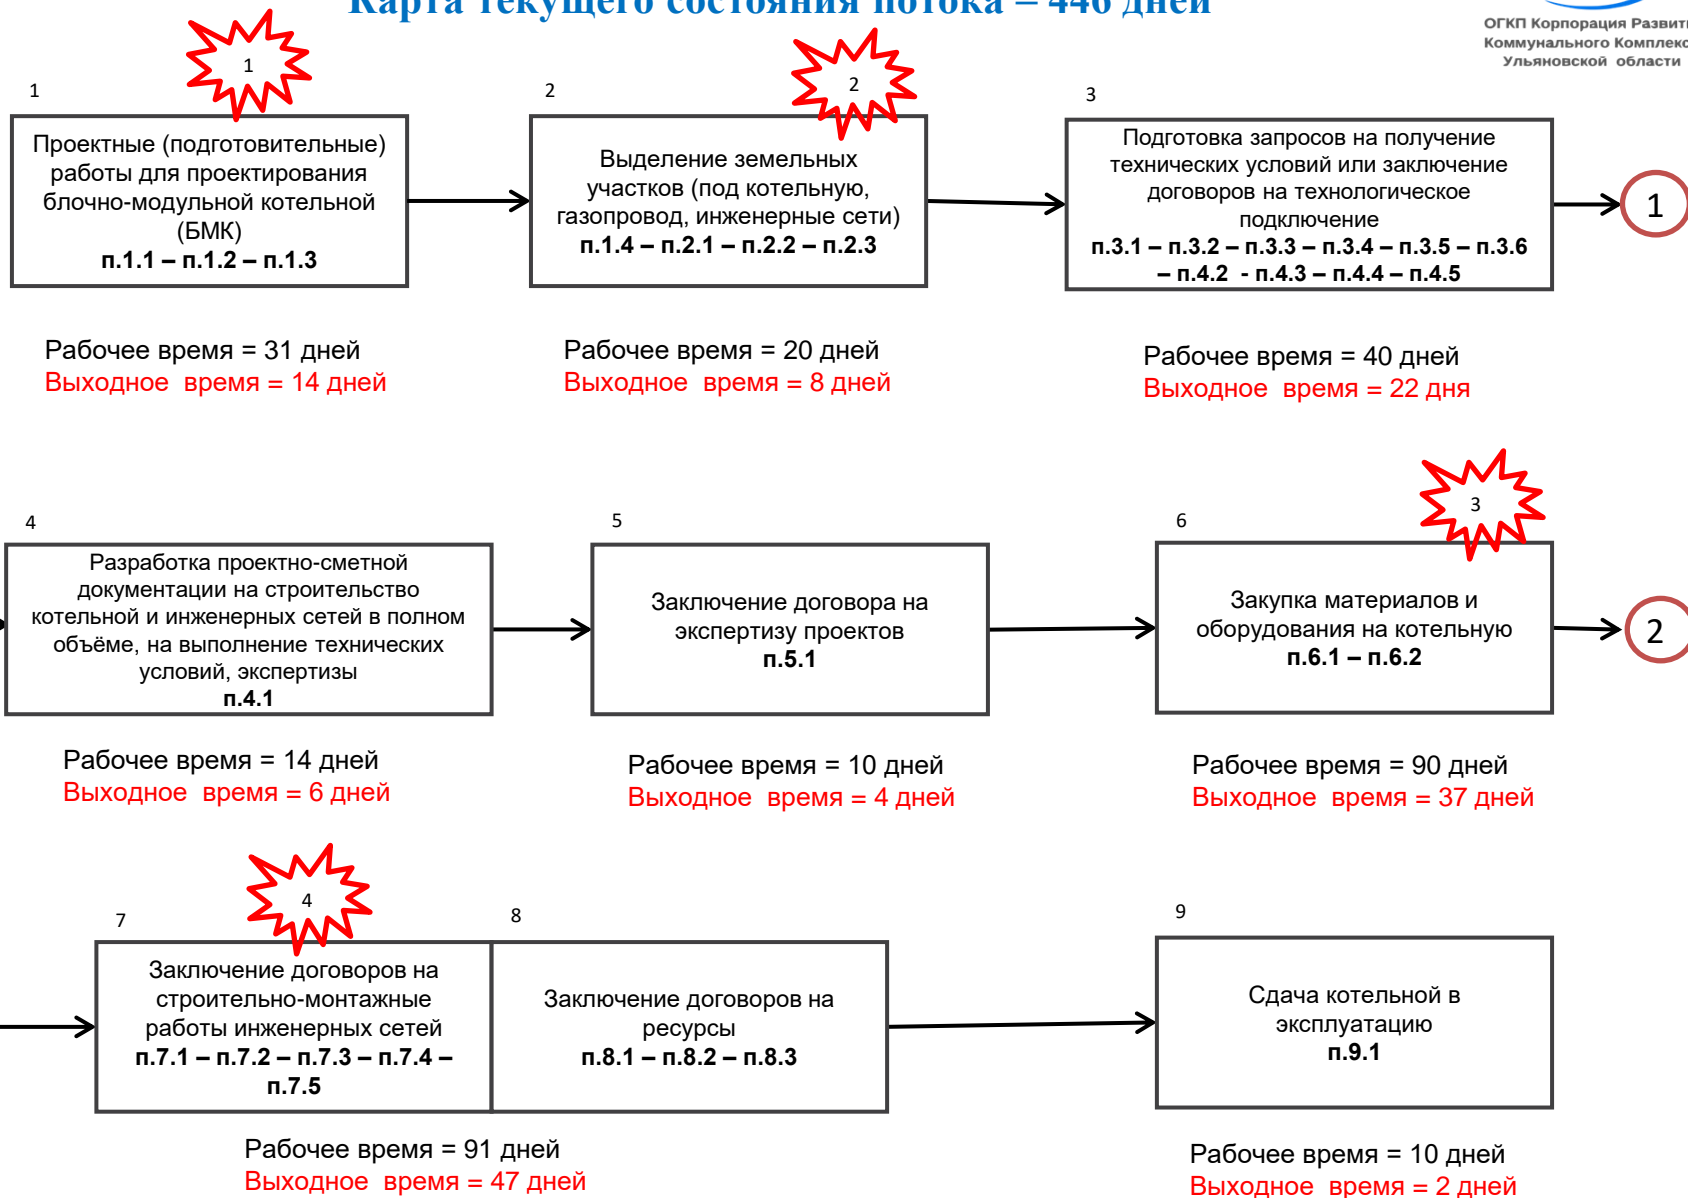 Карта текущего состояния потока – 446 дней
ОГКП Корпорация
Коммунального
Ульяновской области
1
1
Проектные (подготовительные)
работы для проектирования
блочно-модульной котельной
(БМК)
п.1.1 – п.1.2 – п.1.3
Рабочее время = 31 дней
Выходное время = 14 дней
2
2
Выделение земельных
участков (под котельную,
газопровод, инженерные сети)
п.1.4 – п.2.1 – п.2.2 – п.2.3
Рабочее время = 20 дней
Выходное время = 8 дней
3
Подготовка запросов на получение
технических условий или заключение
договоров на технологическое
подключение
п.3.1 – п.3.2 – п.3.3 – п.3.4 – п.3.5 – п.3.6
– п.4.2 - п.4.3 – п.4.4 – п.4.5
Рабочее время = 40 дней
Выходное время = 22 дня
1
4
Разработка проектно-сметной
документации на строительство
котельной и инженерных сетей в полном
объёме, на выполнение технических
условий, экспертизы
п.4.1
Рабочее время = 14 дней
Выходное время = 6 дней
5
Заключение договора на
экспертизу проектов
п.5.1
Рабочее время = 10 дней
Выходное время = 4 дней
6
3
Закупка материалов и
оборудования на котельную
п.6.1 – п.6.2
Рабочее время = 90 дней
Выходное время = 37 дней
2
7
4
Заключение договоров на
строительно-монтажные
работы инженерных сетей
п.7.1 – п.7.2 – п.7.3 – п.7.4 –
п.7.5
8
Заключение договоров на
ресурсы
п.8.1 – п.8.2 – п.8.3
Рабочее время = 91 дней
Выходное время = 47 дней
9
Сдача котельной в
эксплуатацию
п.9.1
Рабочее время = 10 дней
Выходное время = 2 дней